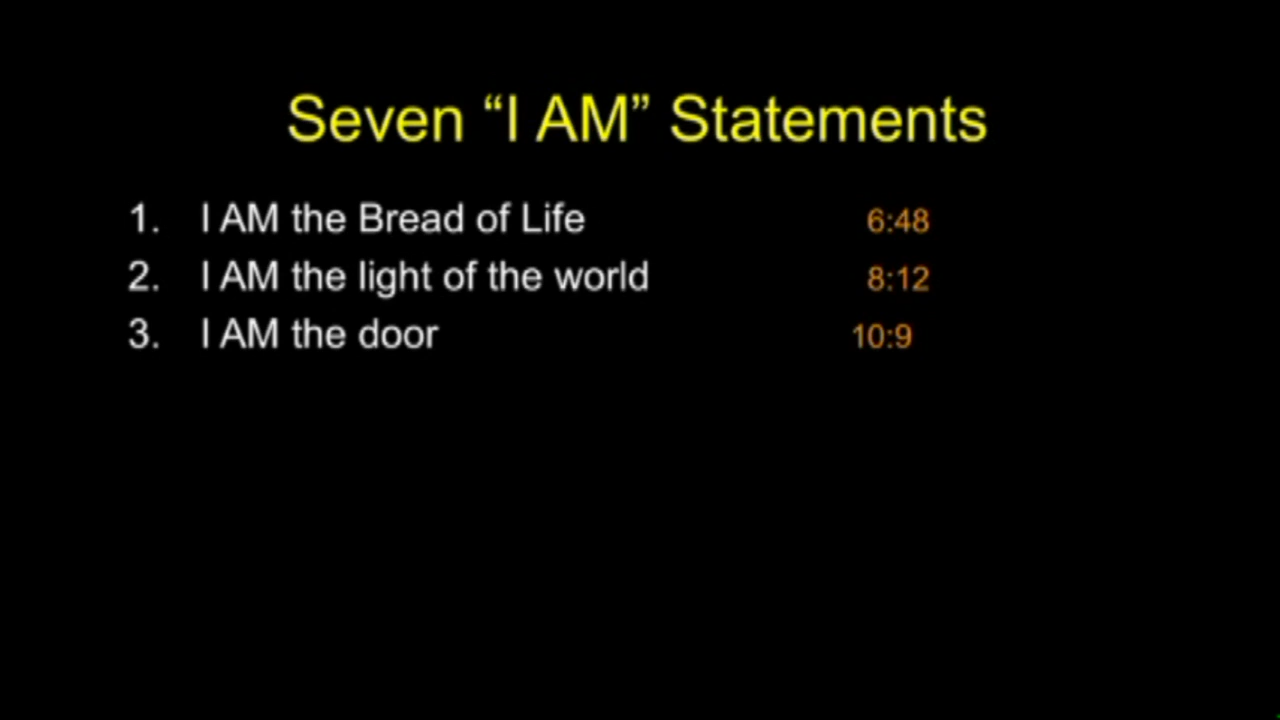 Seven “I AM” Statements
1. I AM the Bread of Life 6:48
2. I AM the light of the world 8:12
3. I AM the door 10:9